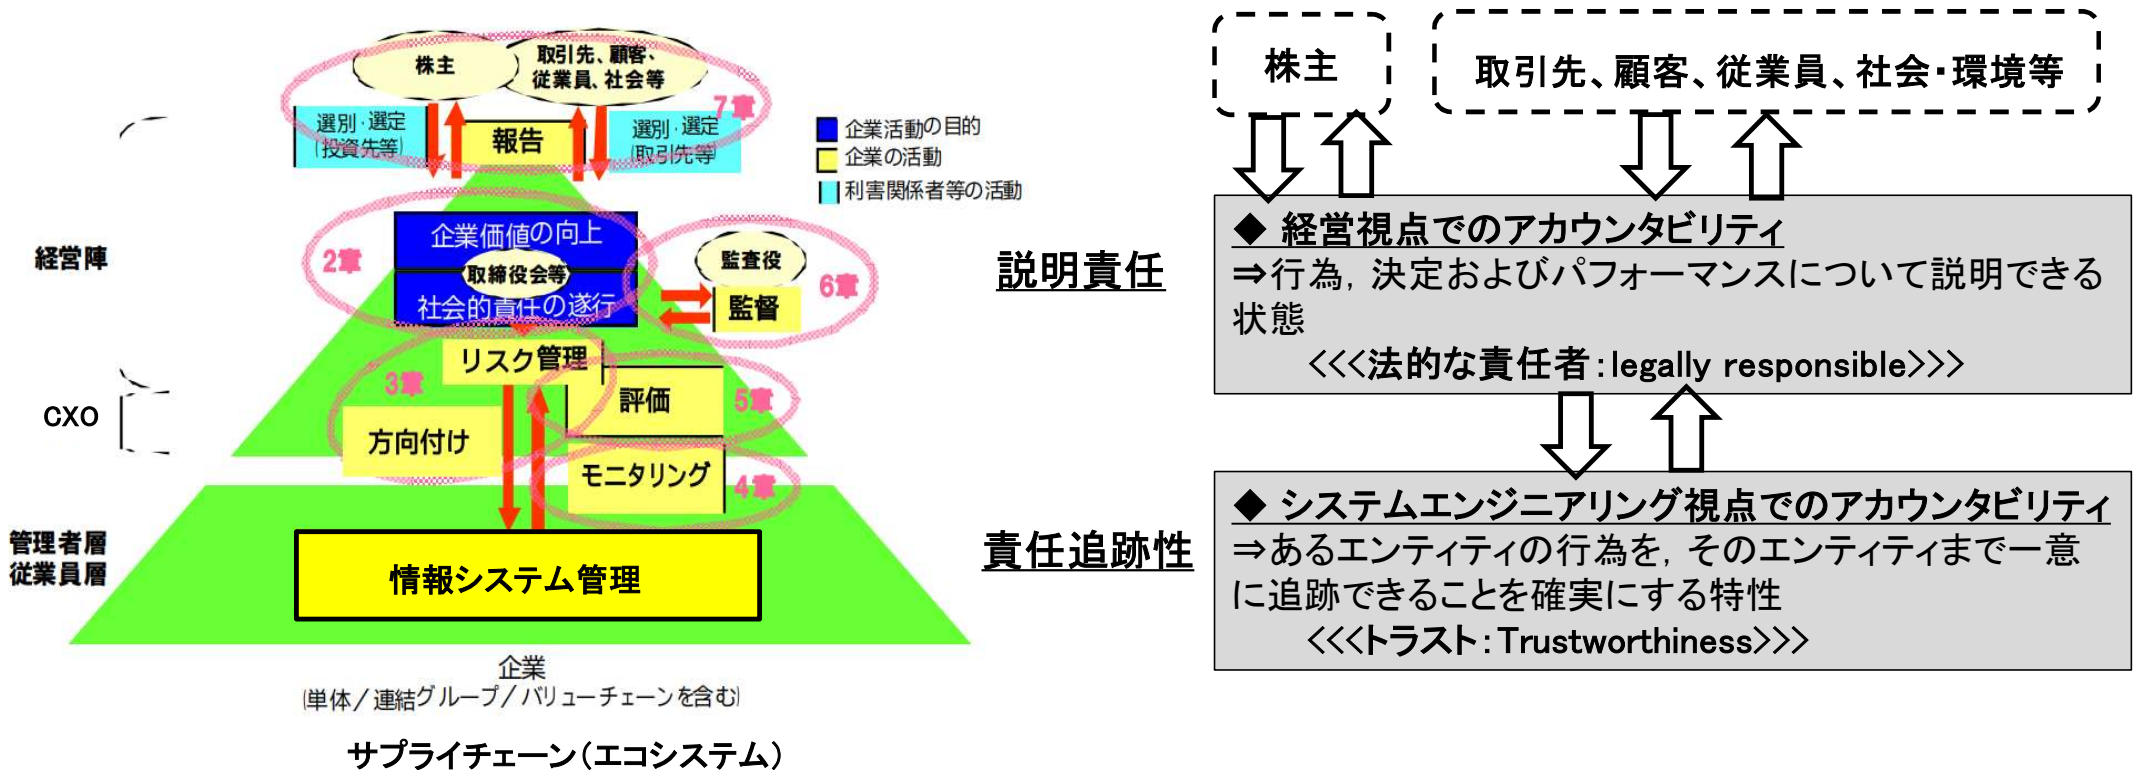 株主
取引先、顧客、
従業員、社会等
7章
選別・選定
(投資先等)
報告
選別・選定
(取引先等)
企業活動の目的
企業の活動
利害関係者等の活動
経営陣
2章
企業価値の向上
取締役会等
社会的責任の遂行
監査役
監督
6章
リスク管理
3章
評価
5章
CXO
方向付け
モニタリング
4章
管理者層
従業員層
情報システム管理
企業
(単体/連結グループ/バリューチェーンを含む)
サプライチェーン(エコシステム)
説明責任
責任追跡性
株主
取引先、顧客、従業員、社会・環境等
◆ 経営視点でのアカウンタビリティ
⇒行為，決定およびパフォーマンスについて説明できる
状態
<<<法的な責任者：legally responsible>>>
◆ システムエンジニアリング視点でのアカウンタビリティ
⇒あるエンティティの行為を，そのエンティティまで一意
に追跡できることを確実にする特性
<<<トラスト：Trustworthiness>>>